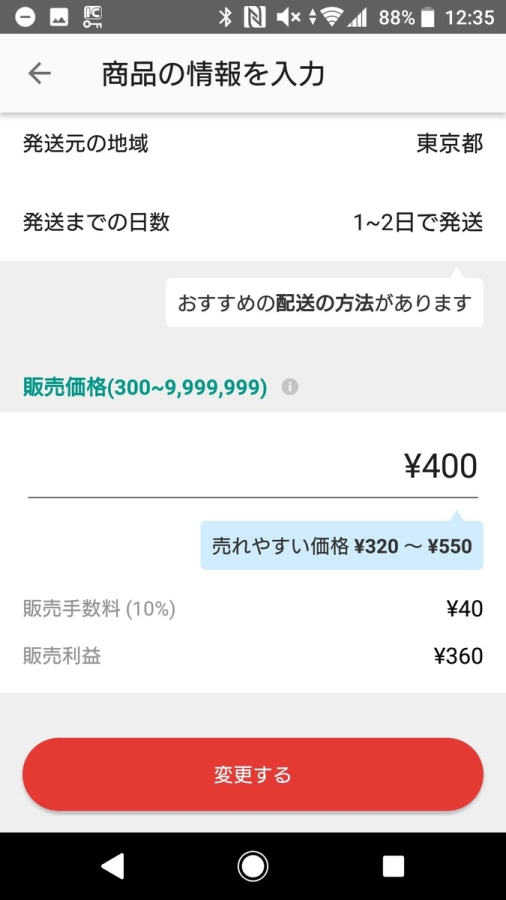 88% 12:35
商品の情報を入力
発送元の地域 東京都
発送までの日数 1~2日で発送
おすすめの配送の方法があります
販売価格(300~9,999,999)
¥400
売れやすい価格 ¥320 〜 ¥550
販売手数料 (10%) ¥40
販売利益 ¥360
変更する